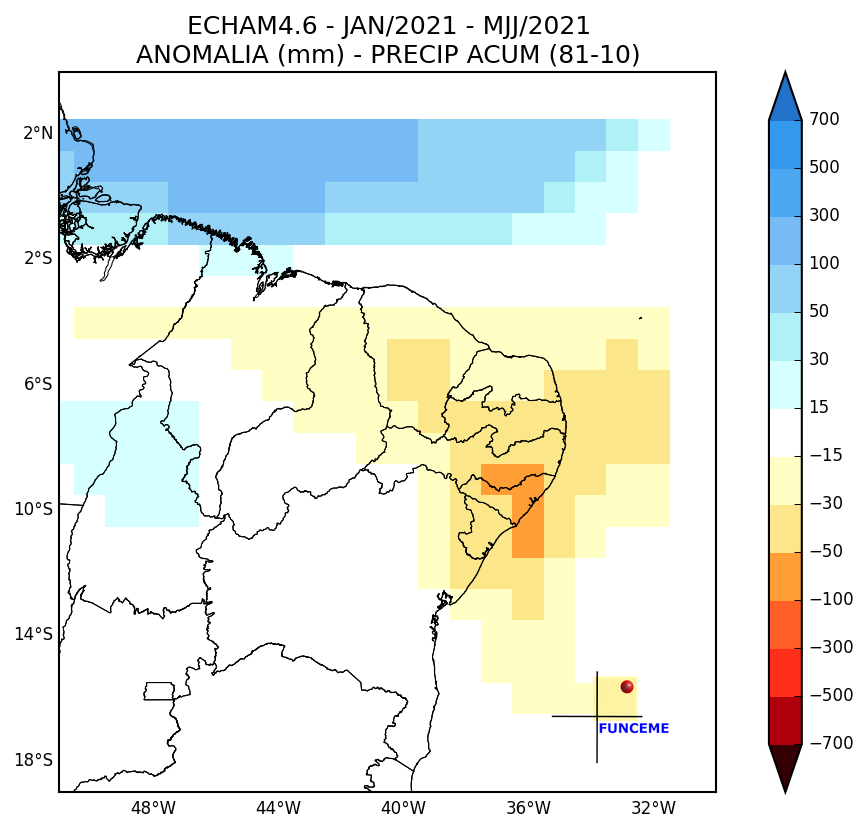 ECHAM4.6 - JAN/2021 - MJJ/2021
ANOMALIA (mm) - PRECIP ACUM (81-10)
2°N
2°S
6°S
10°S
14°S
18°S
48°W 44°W 40°W 36°W 32°W
700
500
300
100
50
30
15
−15
−30
−50
−100
−300
−500
−700
FUNCEME